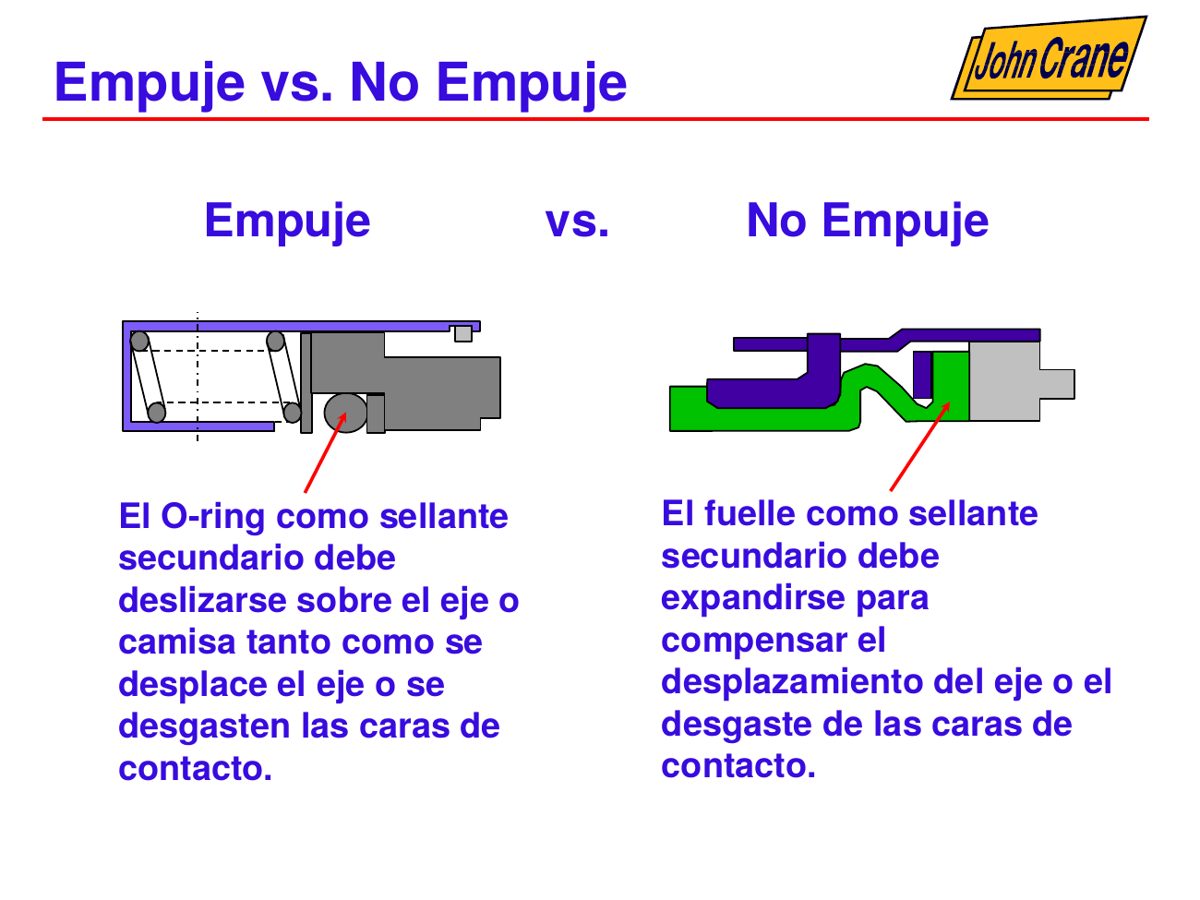 John Crane
Empuje vs. No Empuje
Empuje vs. No Empuje
El O-ring como sellante
secundario debe
deslizarse sobre el eje o
camisa tanto como se
desplace el eje o se
desgasten las caras de
contacto.
El fuelle como sellante
secundario debe
expandirse para
compensar el
desplazamiento del eje o el
desgaste de las caras de
contacto.